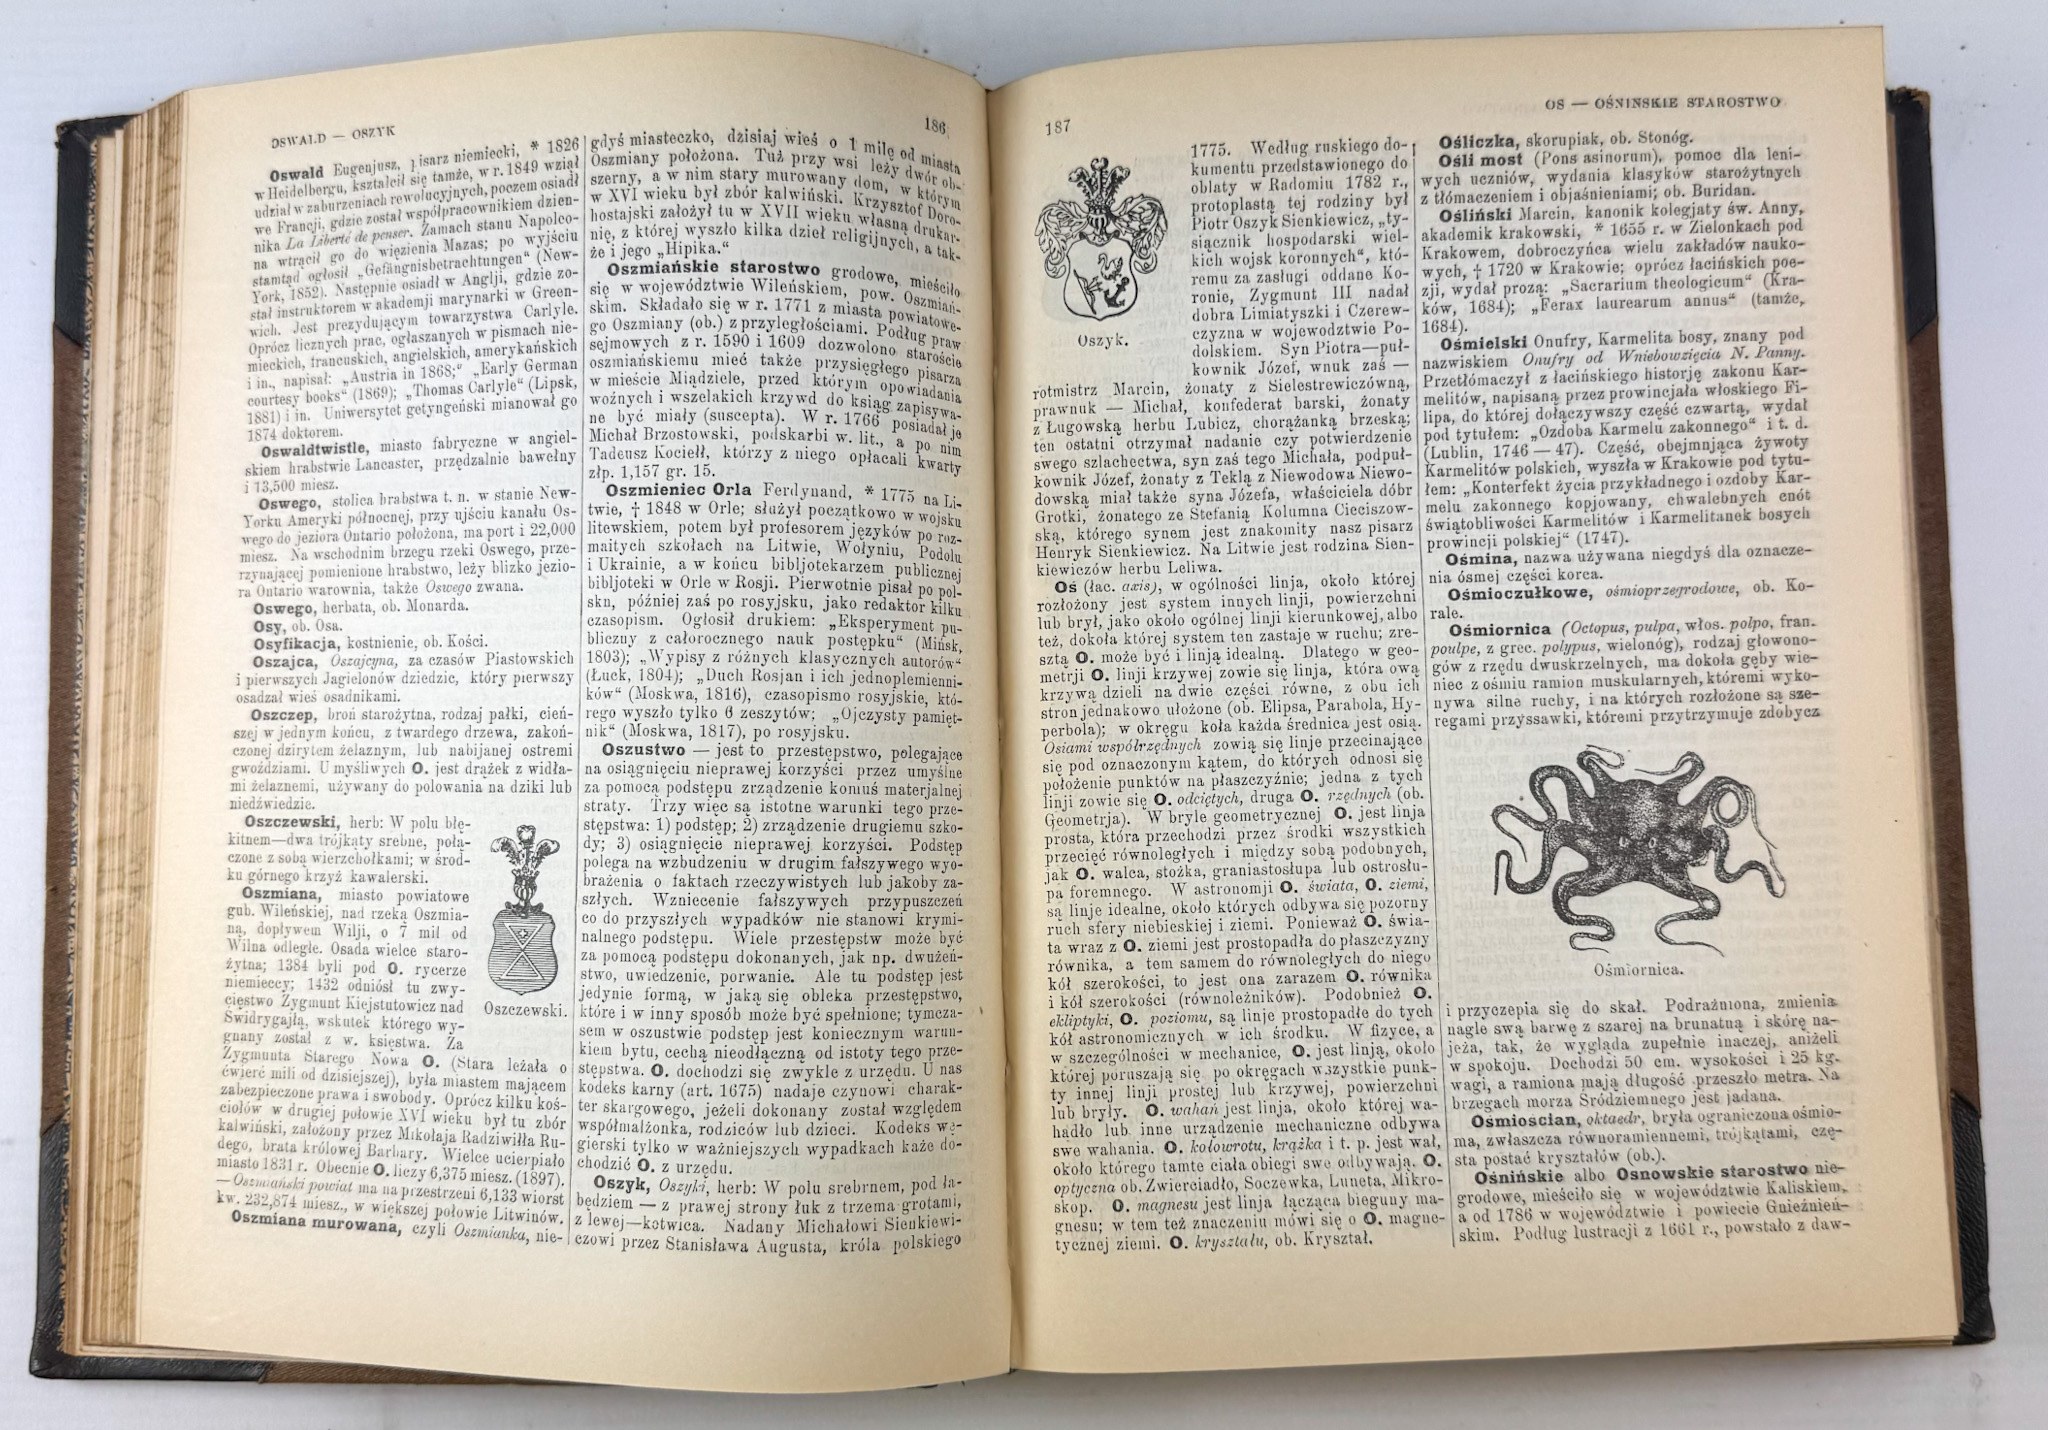 OSWALD — OSZYK
186
Oswald Eugenjusz, pisarz niemiecki, * 1826
w Heidelbergu, kształcił się tamże, w r. 1849 wziął
udział w zaburzeniach rewolucyjnych, poczem osiadł
we Francji, gdzie został współpracownikiem dzien-
nika La Liberté de penser. Zamach stanu Napoleo-
na wtrącił go do więzienia Mazas; po wyjściu
stamtąd ogłosił „Gefängnisbetrachtungen“ (New-
York, 1852). Następnie osiadł w Anglji, gdzie zo-
stał instruktorem w akademji marynarki w Green-
wich. Jest prezydującym towarzystwa Carlyle.
Oprócz licznych prac, ogłaszanych w pismach nie-
mieckich, francuskich, angielskich, amerykańskich
i in., napisał: „Austria in 1868;“ „Early German
courtesy books“ (1869); „Thomas Carlyle“ (Lipsk,
1881) i in. Uniwersytet getyngeński mianował go
1874 doktorem.
Oswaldtwistle, miasto fabryczne w angiel-
skiem hrabstwie Lancaster, przędzalnie bawełny
i 13,500 miesz.
Oswego, stolica hrabstwa t. n. w stanie New-
Yorku Ameryki północnej, przy ujściu kanału Os-
wego do jeziora Ontario położona, ma port i 22,000
miesz. Na wschodnim brzegu rzeki Oswego, prze-
rzynającej pomienione hrabstwo, leży blizko jezio-
ra Ontario warownia, także Oswego zwana.
Oswego, herbata, ob. Monarda.
Osy, ob. Osa.
Osyfikacja, kostnienie, ob. Kości.
Oszajca, Oszajcyna, za czasów Piastowskich
i pierwszych Jagielonów dziedzic, który pierwszy
osadzał wieś osadnikami.
Oszczep, broń starożytna, rodzaj pałki, cień-
szej w jednym końcu, z twardego drzewa, zakoń-
czonej dzirytem żelaznym, lub nabijanej ostremi
gwoździami. U myśliwych O. jest drążek z widła-
mi żelaznemi, używany do polowania na dziki lub
niedźwiedzie.
Oszczewski, herb: W polu błę-
kitnem—dwa trójkąty srebne, połą-
czone z sobą wierzchołkami; w środ-
ku górnego krzyż kawalerski.
Oszmiana, miasto powiatowe
gub. Wileńskiej, nad rzeką Oszmia-
ną, dopływem Wilji, o 7 mil od
Wilna odległe. Osada wielce staro-
żytna; 1384 byli pod O. rycerze
niemieccy; 1432 odniósł tu zwy-
cięstwo Zygmunt Kiejstutowicz nad
Świdrygajłą, wskutek którego wy-
gnany został z w. księstwa. Za
Oszczewski.
Zygmunta Starego Nowa O. (Stara leżała o
ćwierć mili od dzisiejszej), była miastem mającem
zabezpieczone prawa i swobody. Oprócz kilku koś-
ciołów w drugiej połowie XVI wieku był tu zbór
kalwiński, założony przez Mikołaja Radziwiłła Ru-
dego, brata królowej Barbary. Wielce ucierpiało
miasto 1831 r. Obecnie O. liczy 6,375 miesz. (1897).
—Oszmiański powiat ma na przestrzeni 6,133 wiorst
kw. 232,874 miesz., w większej połowie Litwinów.
Oszmiana murowana, czyli Oszmianka, nie-
gdyś miasteczko, dzisiaj wieś o 1 milę od miasta
Oszmiany położona. Tuż przy wsi leży dwór ob-
szerny, a w nim stary murowany dom, w którym
w XVI wieku był zbór kalwiński. Krzysztof Doro-
hostajski założył tu w XVII wieku własną drukar-
nię, z której wyszło kilka dzieł religijnych, a tak-
że i jego „Hipika.“
Oszmiańskie starostwo grodowe, mieściło
się w województwie Wileńskiem, pow. Oszmiań-
skim. Składało się w r. 1771 z miasta powiatowe-
go Oszmiany (ob.) z przyległościami. Podług praw
sejmowych z r. 1590 i 1609 dozwolono staroście
oszmiańskiemu mieć także przysięgłego pisarza
w mieście Miądziele, przed którym opowiadania
woźnych i wszelakich krzywd do ksiąg zapisywa-
ne być miały (suscepta). W r. 1766 posiadał je
Michał Brzostowski, podskarbi w. lit., a po nim
Tadeusz Kociełł, którzy z niego opłacali kwarty
złp. 1,157 gr. 15.
Oszmieniec Orla Ferdynand, * 1775 na Li-
twie, † 1848 w Orle; służył początkowo w wojsku
litewskiem, potem był profesorem języków po roz-
maitych szkołach na Litwie, Wołyniu, Podolu
i Ukrainie, a w końcu bibljotekarzem publicznej
bibljoteki w Orle w Rosji. Pierwotnie pisał po pol-
sku, później zaś po rosyjsku, jako redaktor kilku
czasopism. Ogłosił drukiem: „Eksperyment pu-
bliczny z całorocznego nauk postępku“ (Mińsk,
1803); „Wypisy z różnych klasycznych autorów“
(Łuck, 1804); „Duch Rosjan i ich jednoplemienni-
ków“ (Moskwa, 1816), czasopismo rosyjskie, któ-
rego wyszło tylko 6 zeszytów; „Ojczysty pamięt-
nik“ (Moskwa, 1817), po rosyjsku.
Oszustwo — jest to przestępstwo, polegające
na osiągnięciu nieprawej korzyści przez umyślne
za pomocą podstępu zrządzenie komuś materjalnej
straty. Trzy więc są istotne warunki tego prze-
stępstwa: 1) podstęp; 2) zrządzenie drugiemu szko-
dy; 3) osiągnięcie nieprawej korzyści. Podstęp
polega na wzbudzeniu w drugim fałszywego wyo-
brażenia o faktach rzeczywistych lub jakoby za-
szłych. Wzniecenie fałszywych przypuszczeń
co do przyszłych wypadków nie stanowi krymi-
nalnego podstępu. Wiele przestępstw może być
za pomocą podstępu dokonanych, jak np. dwużeń-
stwo, uwiedzenie, porwanie. Ale tu podstęp jest
jedynie formą, w jaką się obleka przestępstwo,
które i w inny sposób może być spełnione; tymcza-
sem w oszustwie podstęp jest koniecznym warun-
kiem bytu, cechą nieodłączną od istoty tego prze-
stępstwa. O. dochodzi się zwykle z urzędu. U nas
kodeks karny (art. 1675) nadaje czynowi charak-
ter skargowego, jeżeli dokonany został względem
współmałżonka, rodziców lub dzieci. Kodeks wę-
gierski tylko w ważniejszych wypadkach każe do-
chodzić O. z urzędu.
Oszyk, Oszyki, herb: W polu srebrnem, pod ła-
będziem — z prawej strony łuk z trzema grotami,
z lewej—kotwica. Nadany Michałowi Sienkiewi-
czowi przez Stanisława Augusta, króla polskiego
187
OŚ — OŚNINSKIE STAROSTWO
Oszyk.
1775. Według ruskiego do-
kumentu przedstawionego do
oblaty w Radomiu 1782 r.,
protoplastą tej rodziny był
Piotr Oszyk Sienkiewicz, „ty-
siącznik hospodarski wiel-
kich wojsk koronnych“, któ-
remu za zasługi oddane Ko-
ronie, Zygmunt III nadał
dobra Limiatyszki i Czerew-
czyzna w wojewodztwie Po-
dolskiem. Syn Piotra—puł-
kownik Józef, wnuk zaś —
rotmistrz Marcin, żonaty z Sielestrewiczówną,
prawnuk — Michał, konfederat barski, żonaty
z Ługowską herbu Lubicz, chorążanką brzeską;
ten ostatni otrzymał nadanie czy potwierdzenie
swego szlachectwa, syn zaś tego Michała, podpuł-
kownik Józef, żonaty z Teklą z Niewodowa Niewo-
dowską miał także syna Józefa, właściciela dóbr
Grotki, żonatego ze Stefanią Kolumna Cieciszow-
ską, którego synem jest znakomity nasz pisarz
Henryk Sienkiewicz. Na Litwie jest rodzina Sien-
kiewiczów herbu Leliwa.
Oś (łac. axis), w ogólności linja, około której
rozłożony jest system innych linji, powierzchni
lub brył, jako około ogólnej linji kierunkowej, albo
też, dokoła której system ten zastaje w ruchu; zre-
sztą O. może być i linją idealną. Dlatego w geo-
metrji O. linji krzywej zowie się linja, która ową
krzywą dzieli na dwie części równe, z obu ich
stron jednakowo ułożone (ob. Elipsa, Parabola, Hy-
perbola); w okręgu koła każda średnica jest osią.
Osiami współrzędnych zowią się linje przecinające
się pod oznaczonym kątem, do których odnosi się
położenie punktów na płaszczyźnie; jedna z tych
linji zowie się O. odciętych, druga O. rzędnych (ob.
Geometrja). W bryle geometrycznej O. jest linja
prosta, która przechodzi przez środki wszystkich
przecięć równoległych i między sobą podobnych,
jak O. walca, stożka, graniastosłupa lub ostrosłu-
pa foremnego. W astronomji O. świata, O. ziemi,
są linje idealne, około których odbywa się pozorny
ruch sfery niebieskiej i ziemi. Ponieważ O. świa-
ta wraz z O. ziemi jest prostopadła do płaszczyzny
równika, a tem samem do równoległych do niego
kół szerokości, to jest ona zarazem O. równika
i kół szerokości (równoleżników). Podobnież O.
ekliptyki, O. poziomu, są linje prostopadłe do tych
kół astronomicznych w ich środku. W fizyce, a
w szczególności w mechanice, O. jest linją, około
której poruszają się po okręgach wszystkie punk-
ty innej linji prostej lub krzywej, powierzchni
lub bryły. O. wahań jest linja, około której wa-
hadło lub inne urządzenie mechaniczne odbywa
swe wahania. O. kołowrotu, krążka i t. p. jest wał,
około którego tamte ciała obiegi swe odbywają. O.
optyczna ob. Zwierciadło, Soczewka, Luneta, Mikro-
skop. O. magnesu jest linja łącząca bieguny ma-
gnesu; w tem też znaczeniu mówi się o O. magne-
tycznej ziemi. O. kryształu, ob. Kryształ.
Ośliczka, skorupiak, ob. Stonóg.
Ośli most (Pons asinorum), pomoc dla leni-
wych uczniów, wydania klasyków starożytnych
z tłómaczeniem i objaśnieniami; ob. Buridan.
Ośliński Marcin, kanonik kolegjaty św. Anny,
akademik krakowski, * 1655 r. w Zielonkach pod
Krakowem, dobroczyńca wielu zakładów nauko-
wych, † 1720 w Krakowie; oprócz łacińskich poe-
zji, wydał prozą: „Sacrarium theologicum“ (Kra-
ków, 1684); „Ferax laurearum annus“ (tamże,
1684).
Ośmielski Onufry, Karmelita bosy, znany pod
nazwiskiem Onufry od Wniebowzięcia N. Panny.
Przetłómaczył z łacińskiego historję zakonu Kar-
melitów, napisaną przez prowincjała włoskiego Fi-
lipa, do której dołączywszy część czwartą, wydał
pod tytułem: „Ozdoba Karmelu zakonnego“ i t. d.
(Lublin, 1746 — 47). Część, obejmnjąca żywoty
Karmelitów polskich, wyszła w Krakowie pod tytu-
łem: „Konterfekt życia przykładnego i ozdoby Kar-
melu zakonnego kopjowany, chwalebnych cnót
świątobliwości Karmelitów i Karmelitanek bosych
prowincji polskiej“ (1747).
Ośmina, nazwa używana niegdyś dla oznacze-
nia ósmej części korca.
Ośmioczułkowe, ośmioprzegrodowe, ob. Ko-
rale.
Ośmiornica (Octopus, pulpa, włos. polpo, fran.
poulpe, z grec. polypus, wielonóg), rodzaj głowono-
gów z rzędu dwuskrzelnych, ma dokoła gęby wie-
niec z ośmiu ramion muskularnych, któremi wyko-
nywa silne ruchy, i na których rozłożone są sze-
regami przyssawki, któremi przytrzymuje zdobycz
Ośmiornica.
i przyczepia się do skał. Podrażniona, zmienia
nagle swą barwę z szarej na brunatną i skórę na-
jeża, tak, że wygląda zupełnie inaczej, aniżeli
w spokoju. Dochodzi 50 cm. wysokości i 25 kg.
wagi, a ramiona mają długość przeszło metra. Na
brzegach morza Śródziemnego jest jadana.
Ośmioscian, oktaedr, bryła ograniczona ośmio-
ma, zwłaszcza równoramiennemi, trójkątami, czę-
sta postać kryształów (ob.).
Ośnińskie albo Osnowskie starostwo nie-
grodowe, mieściło się w województwie Kaliskiem,
a od 1786 w województwie i powiecie Gnieźnień-
skim. Podług lustracji z 1661 r., powstało z daw-